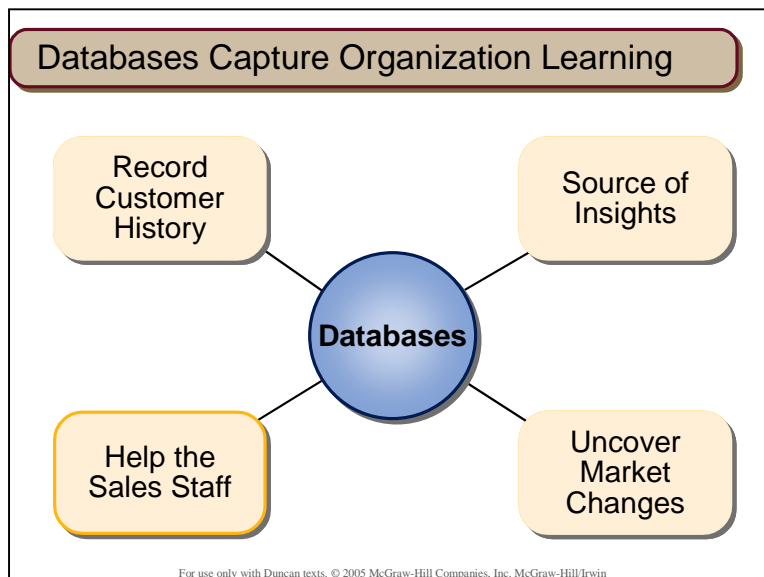 Databases Capture Organization Learning
Record
Customer
History
Source of
Insights
Databases
Help the
Sales Staff
Uncover
Market
Changes
For use only with Duncan texts. © 2005 McGraw-Hill Companies, Inc. McGraw-Hill/Irwin